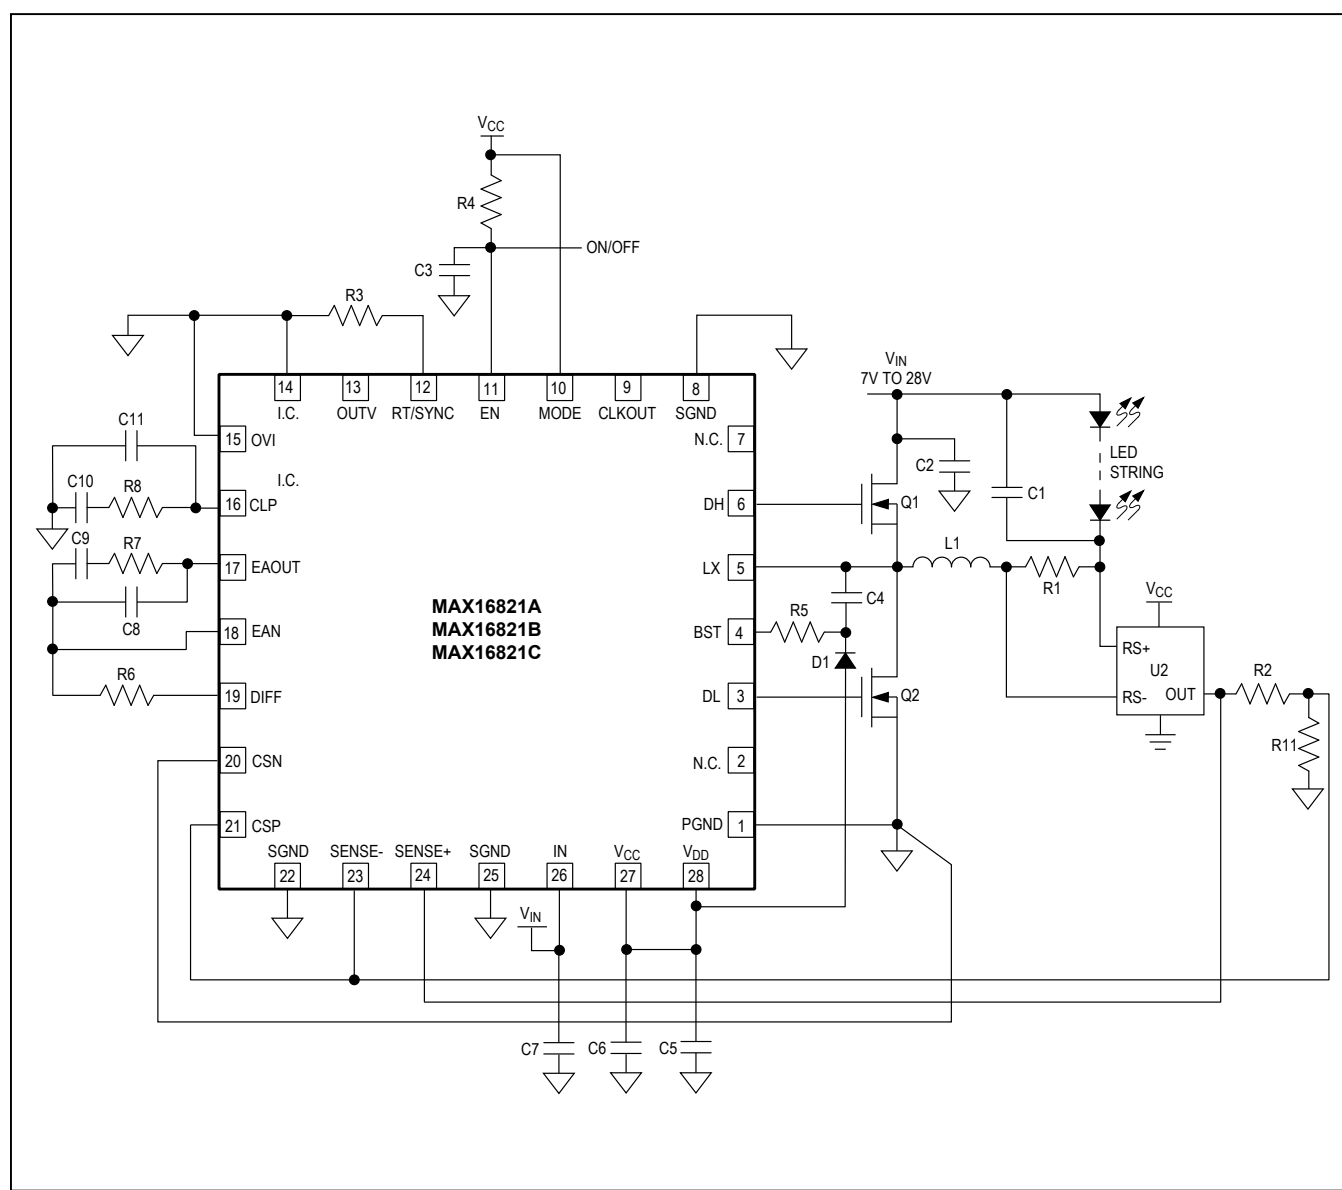 VCC
R4
ON/OFF
C3
R3
VIN
7V TO 28V
14
13
12
11
10
9
8
I.C.
OUTV
RT/SYNC
EN
MODE
CLKOUT
SGND
C11
15
OVI
N.C.
7
C2
LED
STRING
I.C.
C10
R8
16
CLP
DH
6
Q1
C1
C9
R7
17
EAOUT
LX
5
L1
R1
C4
VCC
C8
MAX16821A
MAX16821B
MAX16821C
18
EAN
BST
4
R5
RS+
D1
U2
R6
19
DIFF
DL
3
Q2
RS-
OUT
R2
R11
20
CSN
N.C.
2
21
CSP
PGND
1
SGND
SENSE-
SENSE+
SGND
IN
VCC
VDD
22
23
24
25
26
27
28
VIN
C7
C6
C5